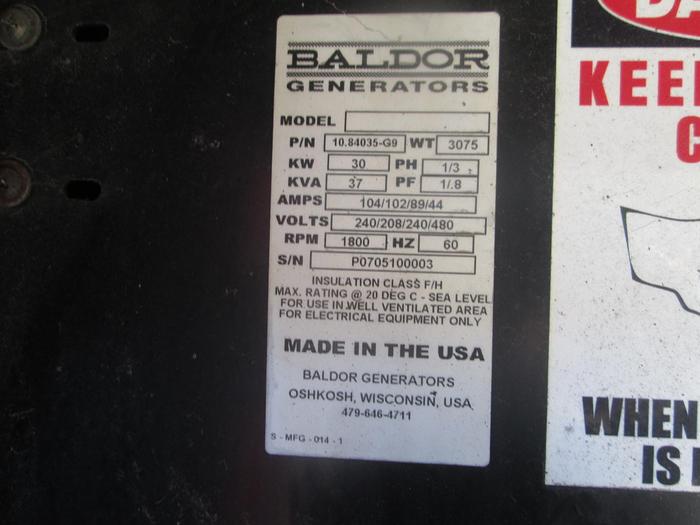 BALDOR
GENERATORS
MODEL
P/N 10.84035-G9 WT 3075
KW 30 PH 1/3
KVA 37 PF 1/.8
AMPS 104/102/89/44
VOLTS 240/208/240/480
RPM 1800 HZ 60
S/N P0705100003
INSULATION CLASS F/H
MAX. RATING @ 20 DEG C - SEA LEVEL
FOR USE IN WELL VENTILATED AREA
FOR ELECTRICAL EQUIPMENT ONLY
MADE IN THE USA
BALDOR GENERATORS
OSHKOSH, WISCONSIN, USA
479-646-4711
S - MFG - 014 - 1
DA
KEE
C
WHEN
IS